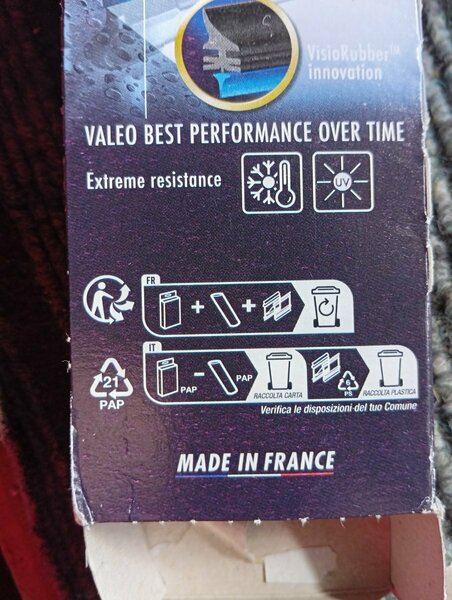 VisioRubber™
innovation
VALEO BEST PERFORMANCE OVER TIME
Extreme resistance
UV
FR
IT
21
PAP
PAP
PAP
RACCOLTA CARTA
6
PS
RACCOLTA PLASTICA
Verifica le disposizioni del tuo Comune
MADE IN FRANCE